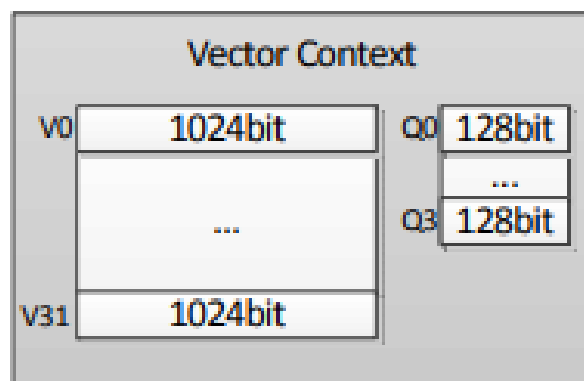 Vector Context
V0 1024bit Q0 128bit
... ...
Q3 128bit
V31 1024bit